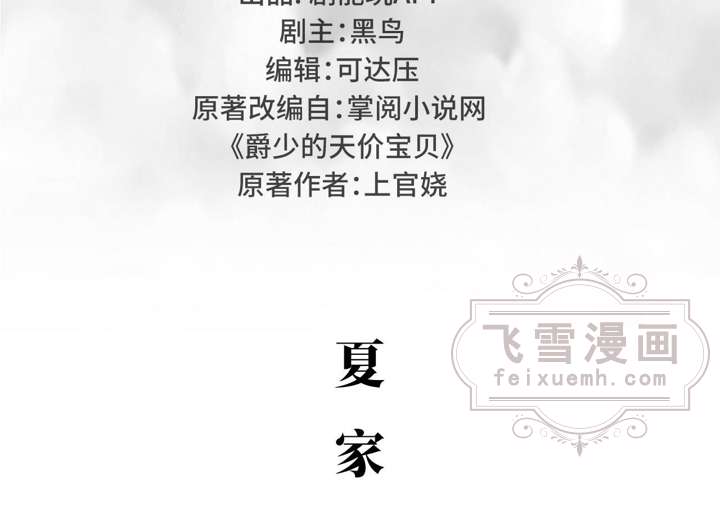 剧主:黑鸟
编辑:可达压
原著改编自:掌阅小说网
《爵少的天价宝贝》
原著作者:上官娆
飞雪漫画
feixuemh.com
夏
家